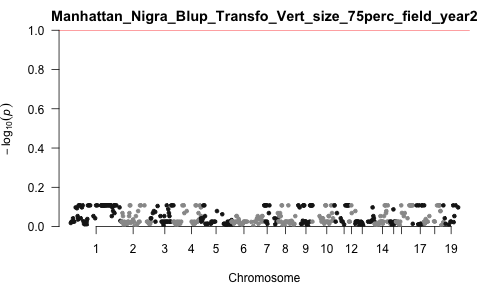 Manhattan_Nigra_Blup_Transfo_Vert_size_75perc_field_year2
1.0
0.8
0.6
0.4
0.2
0.0
− log10(p)
1 2 3 4 5 6 7 8 9 10 12 14 17 19
Chromosome